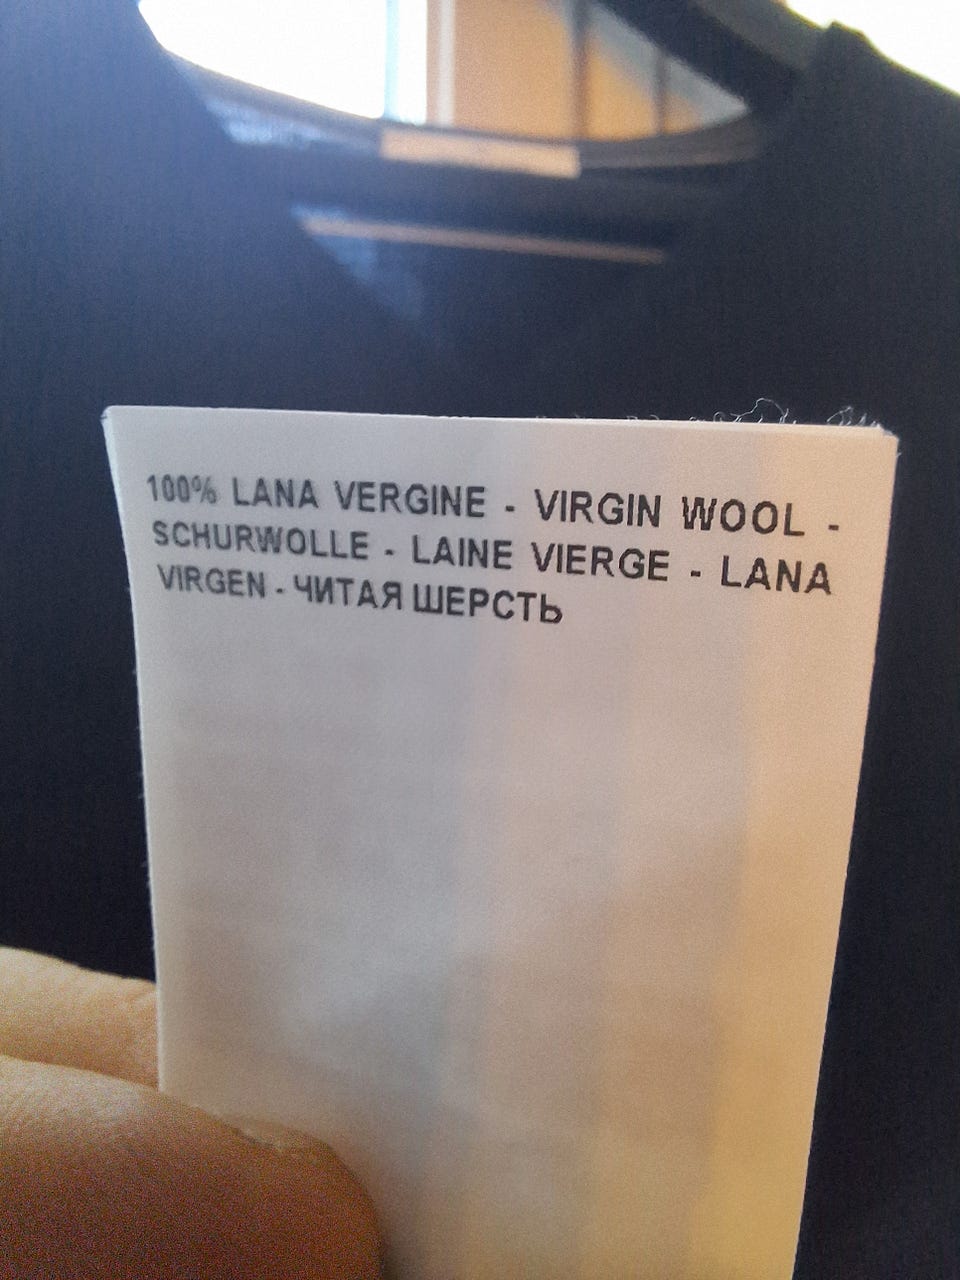 100% LANA VERGINE - VIRGIN WOOL -
SCHURWOLLE - LAINE VIERGE - LANA
VIRGEN - ЧИТАЯ ШЕРСТЬ